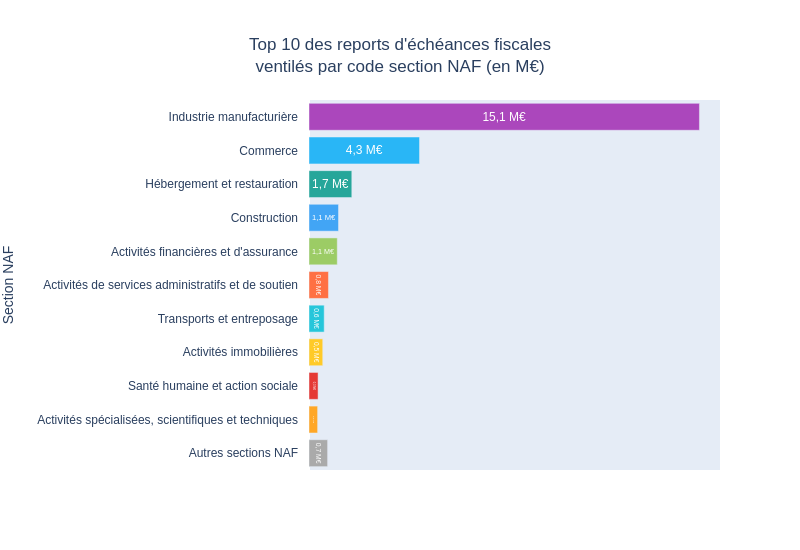 Top 10 des reports d'échéances fiscales
ventilés par code section NAF (en M€)
Section NAF
Industrie manufacturière
15,1 M€
Commerce
4,3 M€
Hébergement et restauration
1,7 M€
Construction
1,1 M€
Activités financières et d'assurance
1,1 M€
Activités de services administratifs et de soutien
0,8 M€
Transports et entreposage
0,6 M€
Activités immobilières
0,5 M€
Santé humaine et action sociale
Activités spécialisées, scientifiques et techniques
Autres sections NAF
0,7 M€